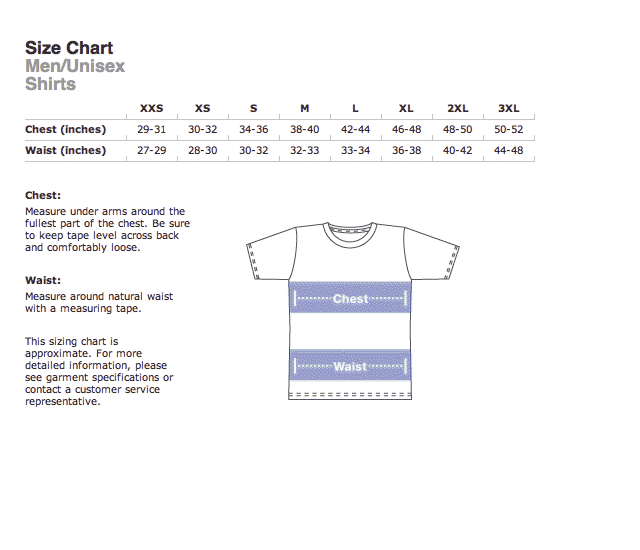 Size Chart
Men/Unisex
Shirts
XXS XS S M L XL 2XL 3XL
Chest (inches) 29-31 30-32 34-36 38-40 42-44 46-48 48-50 50-52
Waist (inches) 27-29 28-30 30-32 32-33 33-34 36-38 40-42 44-48
Chest:
Measure under arms around the
fullest part of the chest. Be sure
to keep tape level across back
and comfortably loose.
Waist:
Measure around natural waist
with a measuring tape.
This sizing chart is
approximate. For more
detailed information, please
see garment specifications or
contact a customer service
representative.
Chest
Waist